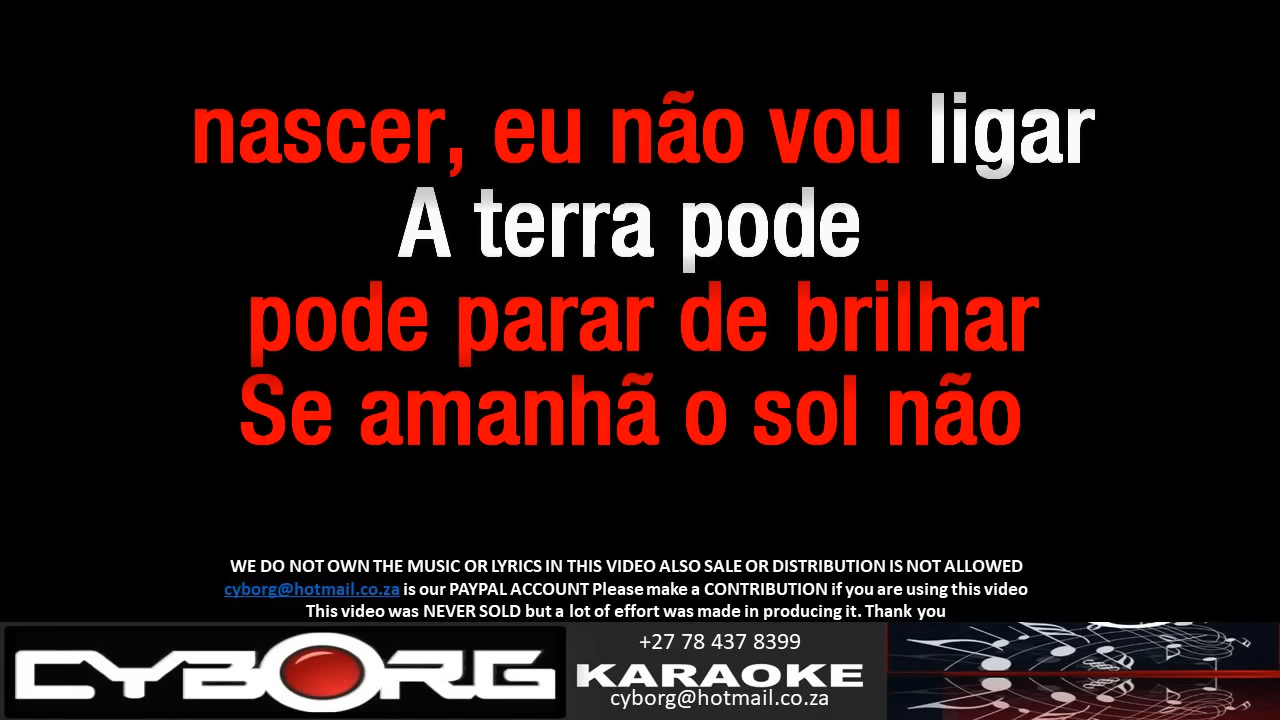 nascer, eu não vou ligar
A terra pode
pode parar de brilhar
Se amanhã o sol não
WE DO NOT OWN THE MUSIC OR LYRICS IN THIS VIDEO ALSO SALE OR DISTRIBUTION IS NOT ALLOWED
cyborg@hotmail.co.za is our PAYPAL ACCOUNT Please make a CONTRIBUTION if you are using this video
This video was NEVER SOLD but a lot of effort was made in producing it. Thank you
CYBORG
+27 78 437 8399
KARAOKE
cyborg@hotmail.co.za